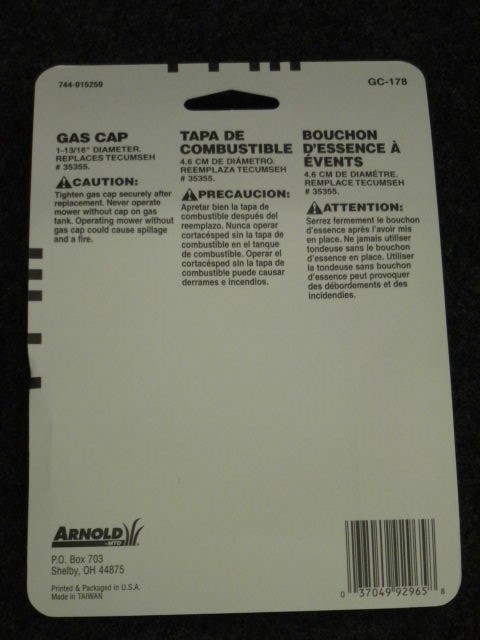 744-015259
GC-178
GAS CAP
1-13/16" DIAMETER.
REPLACES TECUMSEH
# 35355.
CAUTION:
Tighten gas cap securely after
replacement. Never operate
mower without cap on gas
tank. Operating mower without
gas cap could cause spillage
and a fire.
TAPA DE
COMBUSTIBLE
4.6 CM DE DIÁMETRO.
REEMPLAZA TECUMSEH
# 35355.
PRECAUCION:
Apretar bien la tapa de
combustible después del
reemplazo. Nunca operar
cortacésped sin la tapa de
combustible en el tanque
de combustible. Operar el
cortacésped sin la tapa de
combustible puede causar
derrames e incendios.
BOUCHON
D'ESSENCE À
ÉVENTS
4.6 CM DE DIAMÉTRE.
REMPLACE TECUMSEH
# 35355.
ATTENTION:
Serrez fermement le bouchon
d'essence après l'avoir mis
en place. Ne jamais utiliser
tondeuse sans le bouchon
d'essence en place. Utiliser
la tondeuse sans bouchon
d'essence peut provoquer
des débordements et des
incidendies.
ARNOLD
MTD
P.O. Box 703
Shelby, OH 44875
Printed & Packaged in U.S.A.
Made in TAIWAN
0 37049 92965 8